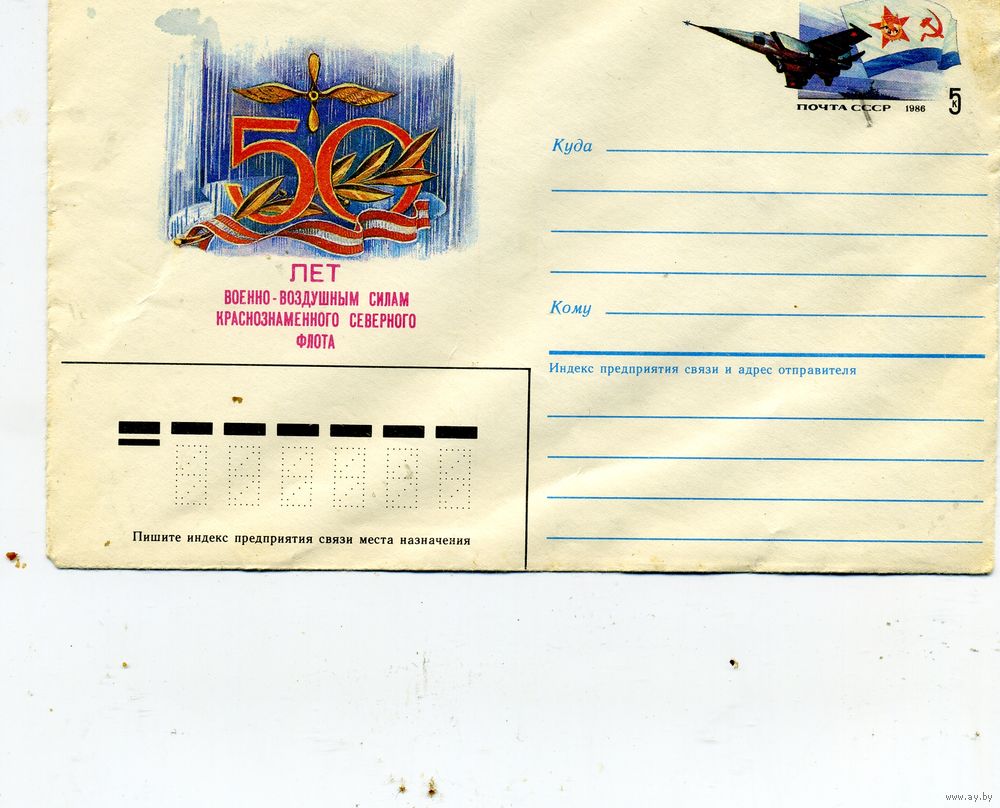 50
ЛЕТ
ВОЕННО-ВОЗДУШНЫМ СИЛАМ
КРАСНОЗНАМЕННОГО СЕВЕРНОГО
ФЛОТА
ПОЧТА СССР 1986 5к
Куда
Кому
Индекс предприятия связи и адрес отправителя
Пишите индекс предприятия связи места назначения
www.ay.by